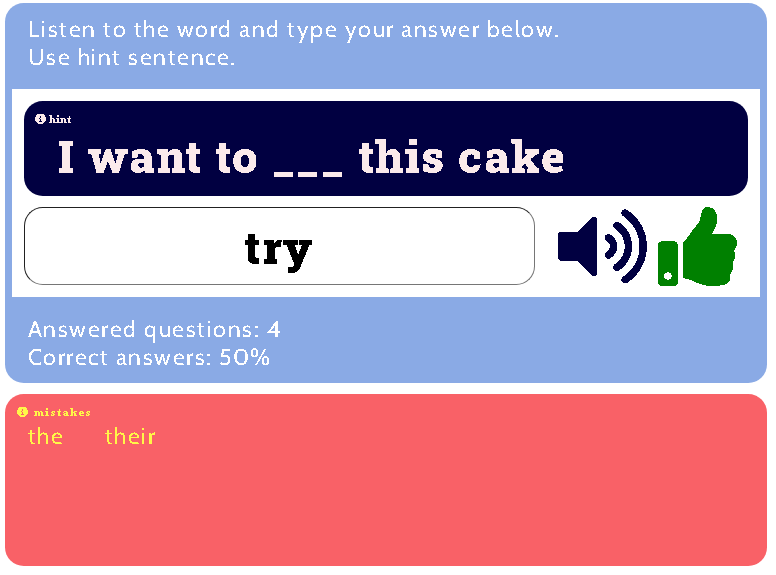 Listen to the word and type your answer below.
Use hint sentence.
hint
I want to ___ this cake
try
Answered questions: 4
Correct answers: 50%
mistakes
the their